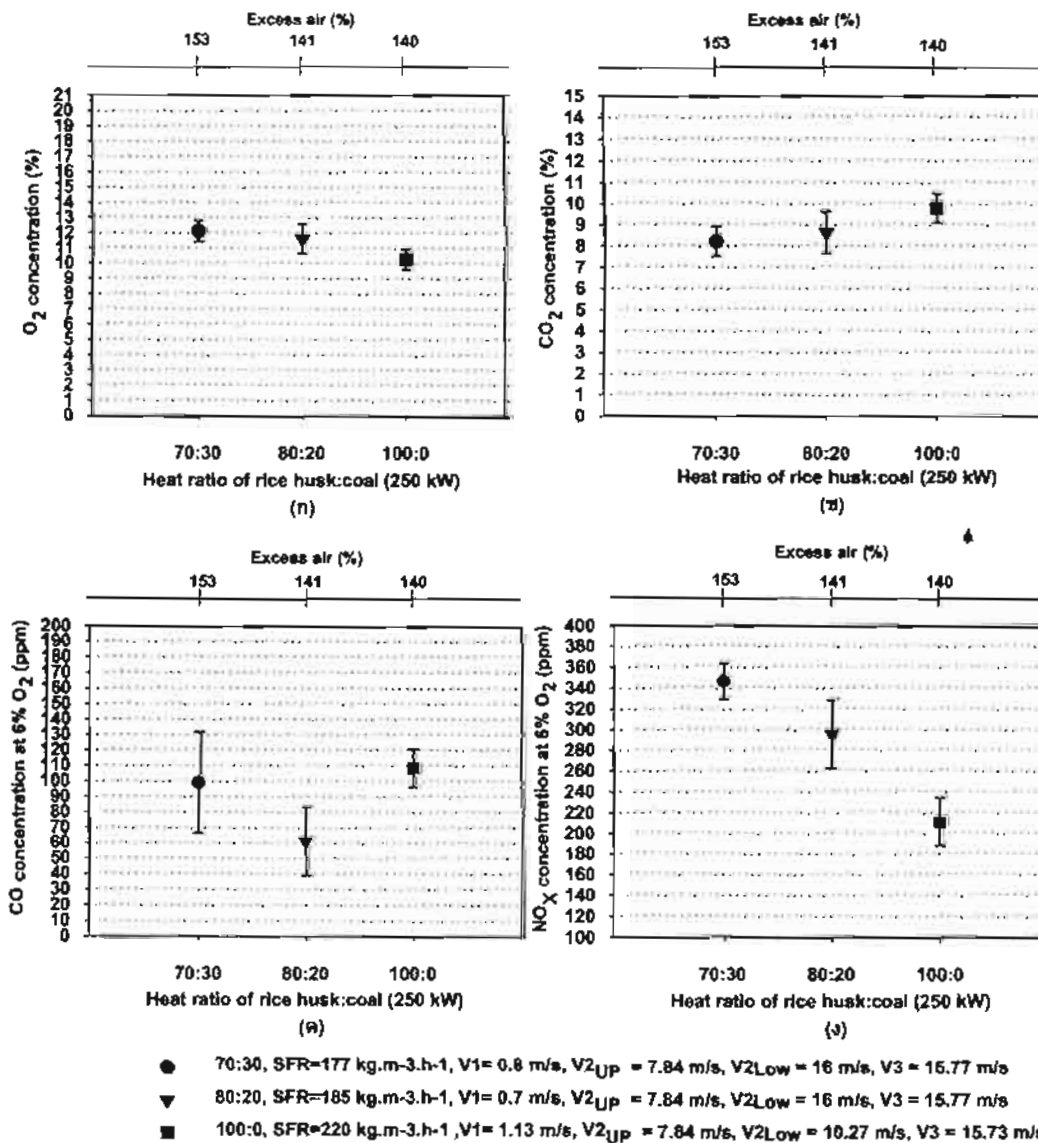 Excess air (%)
153 141 140
21
20
19
18
17
16
15
14
13
12
11
10
9
8
7
6
5
4
3
2
1
0
O2 concentration (%)
70:30 80:20 100:0
Heat ratio of rice husk:coal (250 kW)
(ก)
Excess air (%)
153 141 140
15
14
13
12
11
10
9
8
7
6
5
4
3
2
1
0
CO2 concentration (%)
70:30 80:20 100:0
Heat ratio of rice husk:coal (250 kW)
(ข)
Excess air (%)
153 141 140
200
190
180
170
160
150
140
130
120
110
100
90
80
70
60
50
40
30
20
10
0
CO concentration at 6% O2 (ppm)
70:30 80:20 100:0
Heat ratio of rice husk:coal (250 kW)
(ค)
Excess air (%)
153 141 140
400
380
360
340
320
300
280
260
240
220
200
180
160
140
120
100
NOX concentration at 6% O2 (ppm)
70:30 80:20 100:0
Heat ratio of rice husk:coal (250 kW)
(ง)
70:30, SFR=177 kg.m-3.h-1, V1= 0.8 m/s, V2UP = 7.84 m/s, V2Low = 16 m/s, V3 = 15.77 m/s
80:20, SFR=185 kg.m-3.h-1, V1= 0.7 m/s, V2UP = 7.84 m/s, V2Low = 16 m/s, V3 = 15.77 m/s
100:0, SFR=220 kg.m-3.h-1 ,V1= 1.13 m/s, V2UP = 7.84 m/s, V2Low = 16.27 m/s, V3 = 15.73 m/s